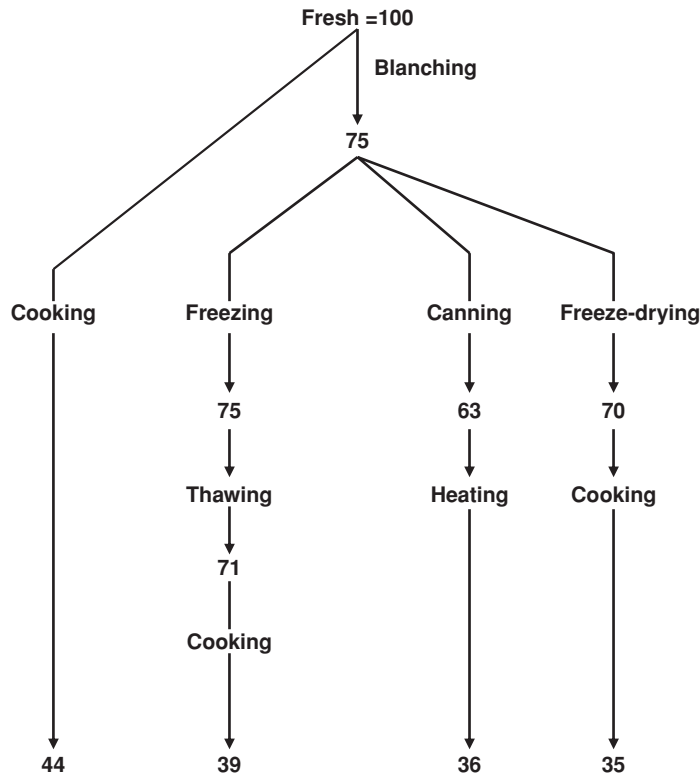 Fresh =100
Blanching
75
Cooking
Freezing
Canning
Freeze-drying
75
63
70
Thawing
Heating
Cooking
71
Cooking
44
39
36
35